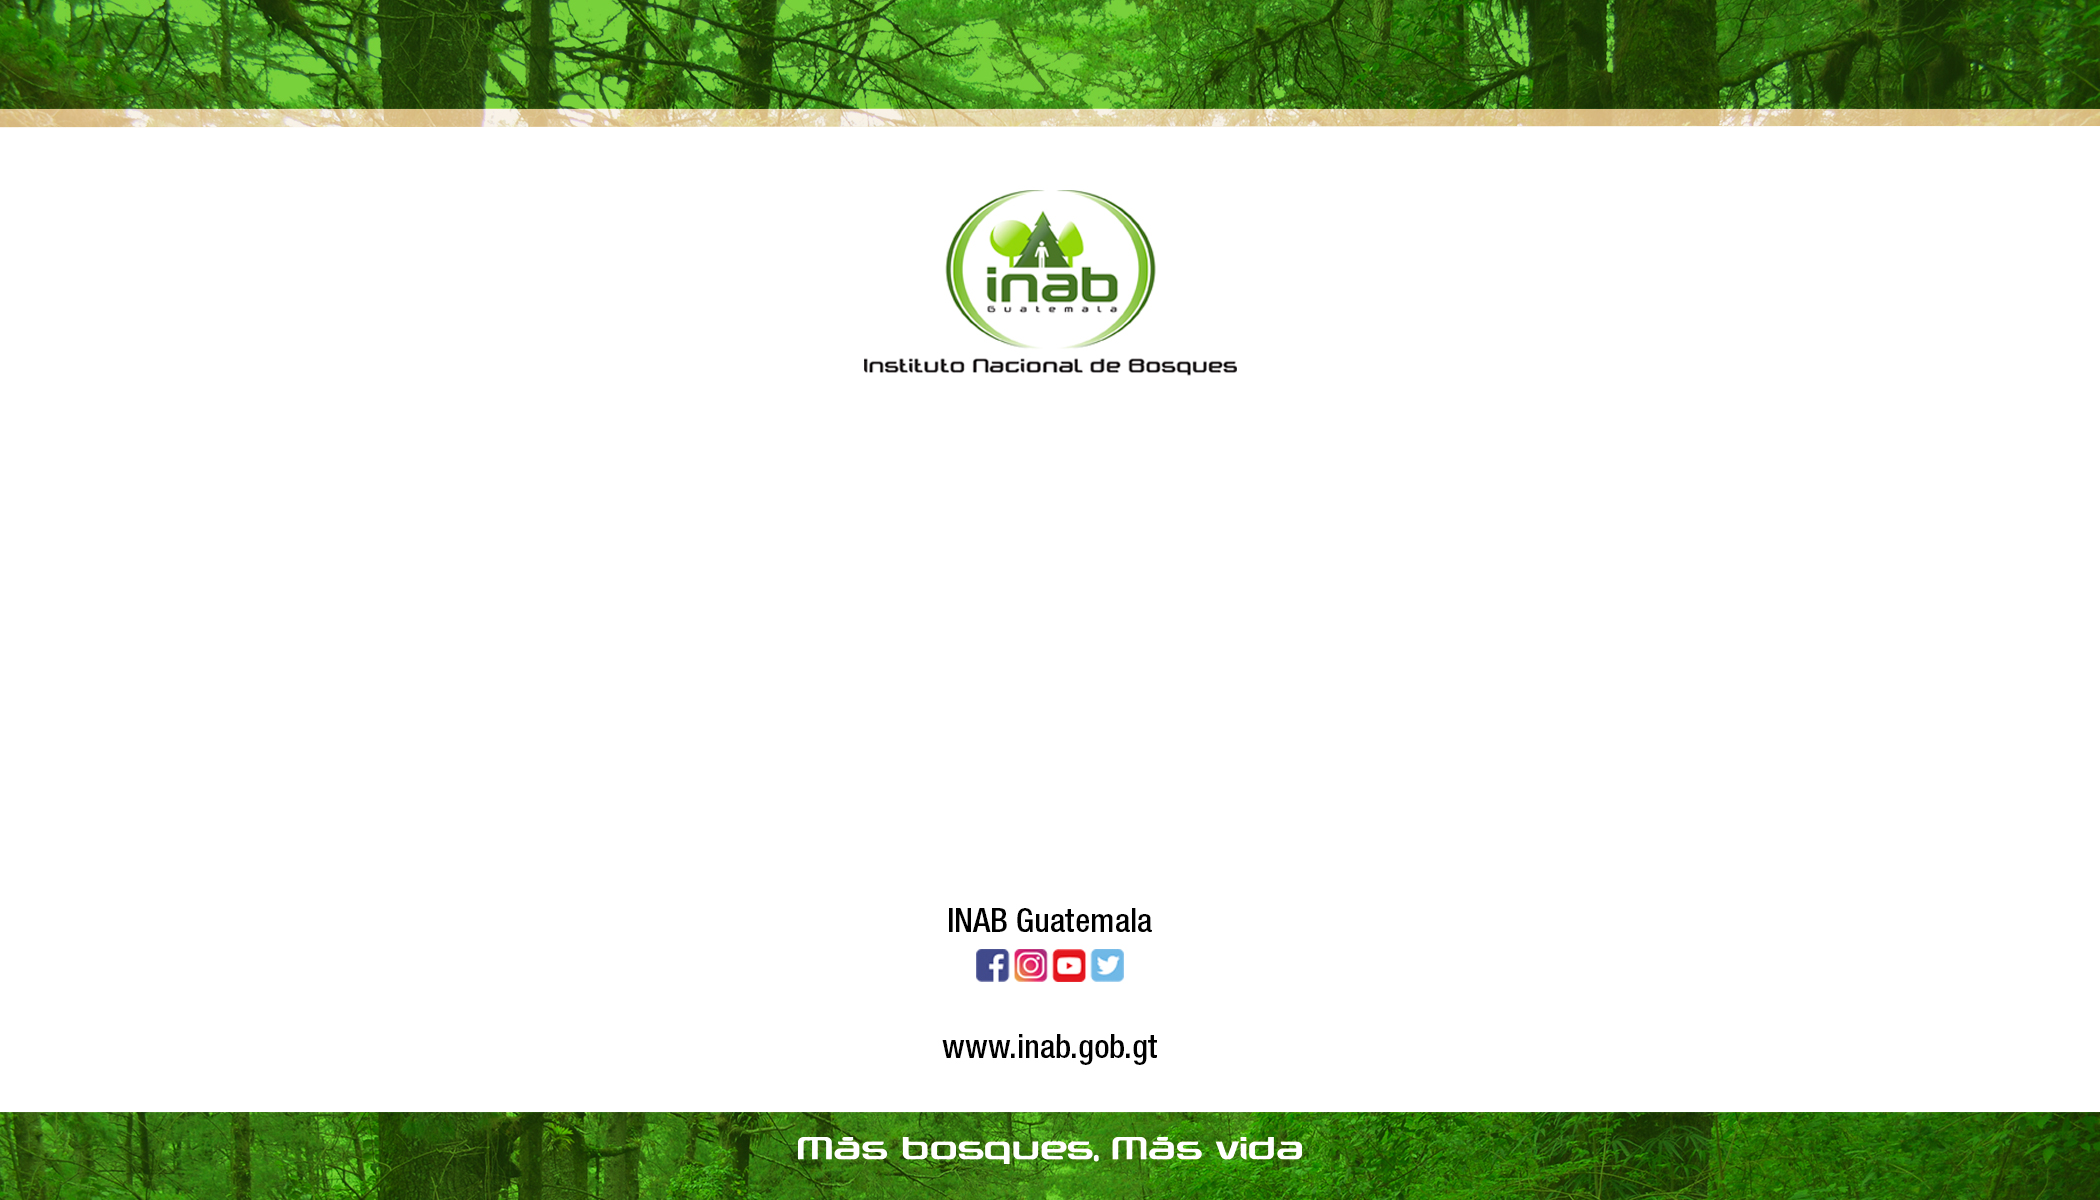 inab
Guatemala
Instituto Nacional de Bosques
INAB Guatemala
www.inab.gob.gt
Más bosques, Más vida